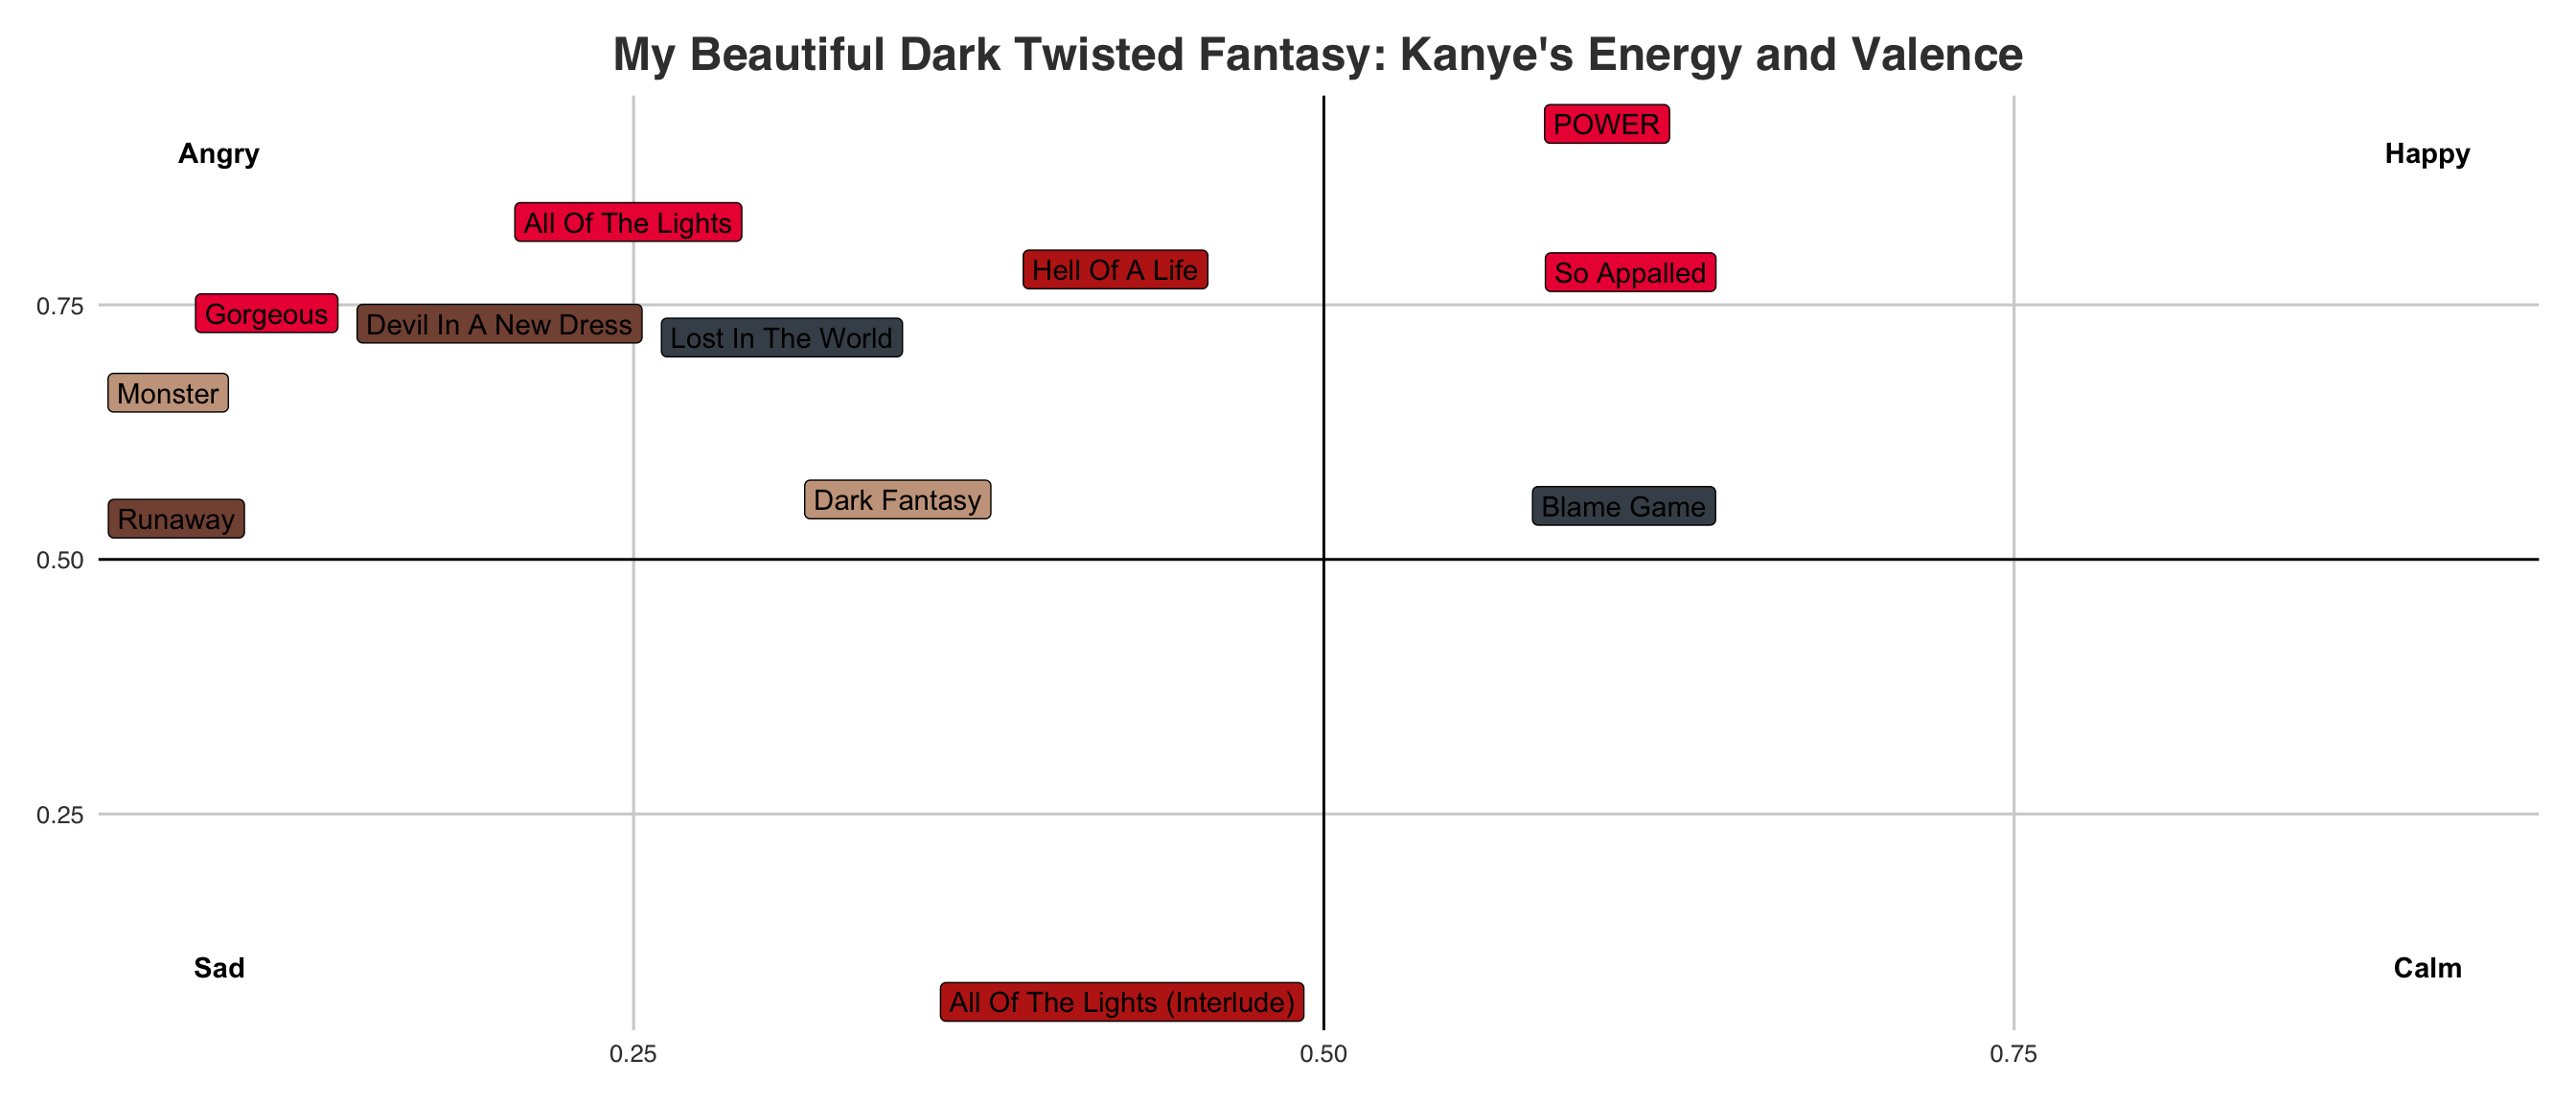 My Beautiful Dark Twisted Fantasy: Kanye's Energy and Valence
POWER
Angry
Happy
All Of The Lights
Hell Of A Life
So Appalled
0.75
Gorgeous
Devil In A New Dress
Lost In The World
Monster
Dark Fantasy
Blame Game
Runaway
0.50
0.25
Sad
Calm
All Of The Lights (Interlude)
0.25
0.50
0.75